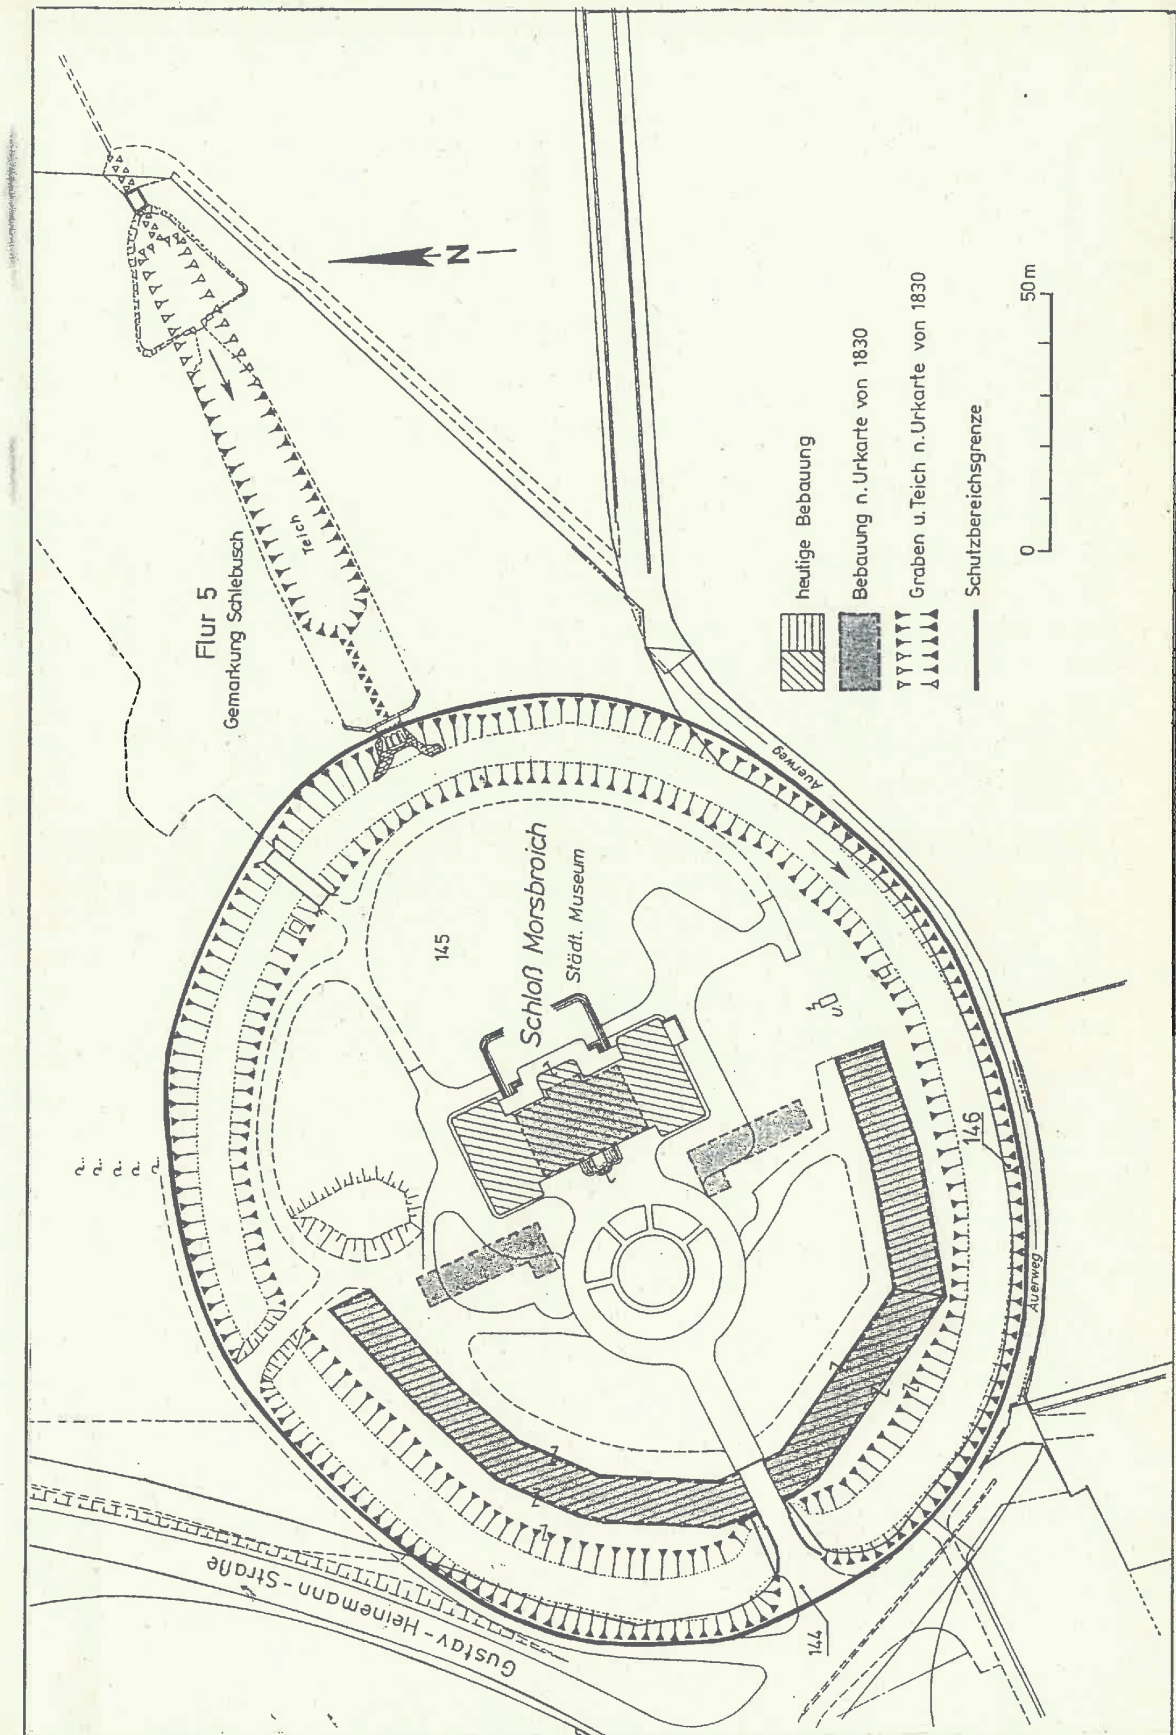 Flur 5
Gemarkung Schlebusch
Teich
N
Schloß Morsbroich
Städt. Museum
145
Auerweg
146
Auerweg
144
Gustav-Heinemann-Straße
heutige Bebauung
Bebauung n. Urkarte von 1830
Graben u. Teich n. Urkarte von 1830
Schutzbereichsgrenze
0
50m